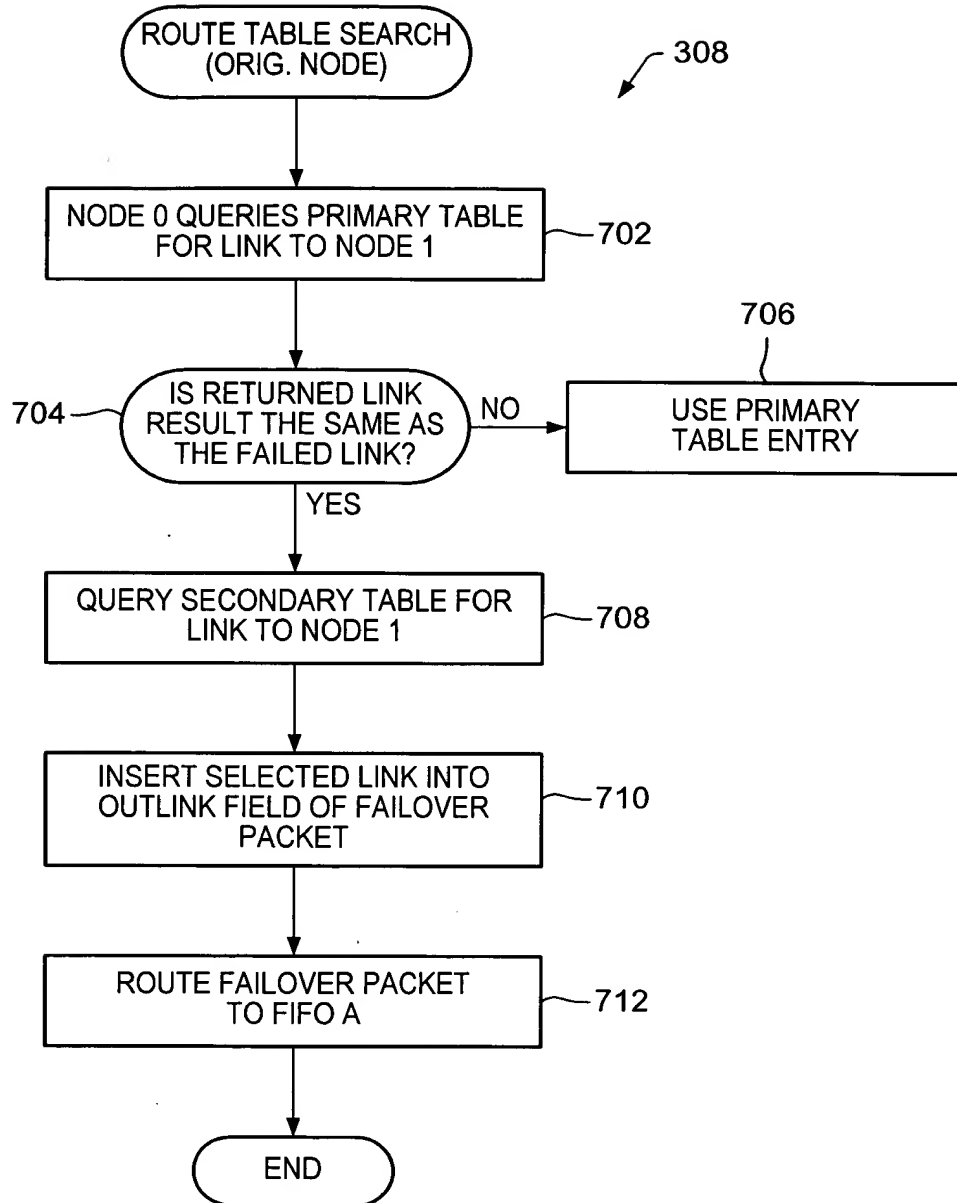 ROUTE TABLE SEARCH
(ORIG. NODE)
308
NODE 0 QUERIES PRIMARY TABLE
FOR LINK TO NODE 1
702
706
704
IS RETURNED LINK
RESULT THE SAME AS
THE FAILED LINK?
NO
USE PRIMARY
TABLE ENTRY
YES
QUERY SECONDARY TABLE FOR
LINK TO NODE 1
708
INSERT SELECTED LINK INTO
OUTLINK FIELD OF FAILOVER
PACKET
710
ROUTE FAILOVER PACKET
TO FIFO A
712
END